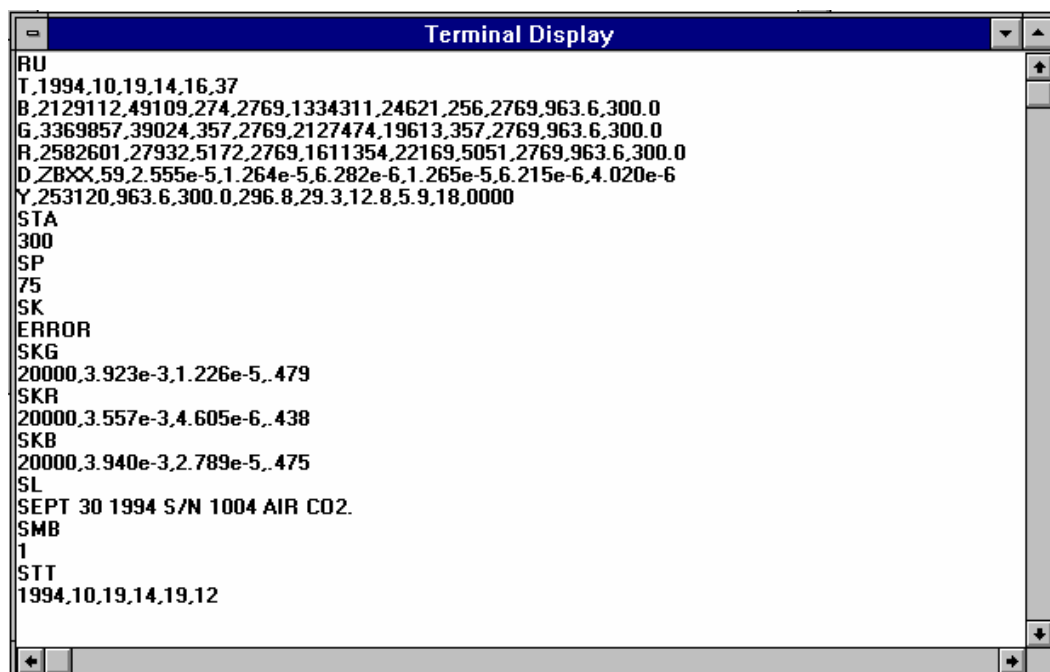 Terminal Display
RU
T,1994,10,19,14,16,37
B,2129112,49109,274,2769,1334311,24621,256,2769,963.6,300.0
G,3369857,39024,357,2769,2127474,19613,357,2769,963.6,300.0
R,2582601,27932,5172,2769,1611354,22169,5051,2769,963.6,300.0
D,ZBXX,59,2.555e-5,1.264e-5,6.282e-6,1.265e-5,6.215e-6,4.020e-6
Y,253120,963.6,300.0,296.8,29.3,12.8,5.9,18,0000
STA
300
SP
75
SK
ERROR
SKG
20000,3.923e-3,1.226e-5,.479
SKR
20000,3.557e-3,4.605e-6,.438
SKB
20000,3.940e-3,2.789e-5,.475
SL
SEPT 30 1994 S/N 1004 AIR CO2.
SMB
1
STT
1994,10,19,14,19,12